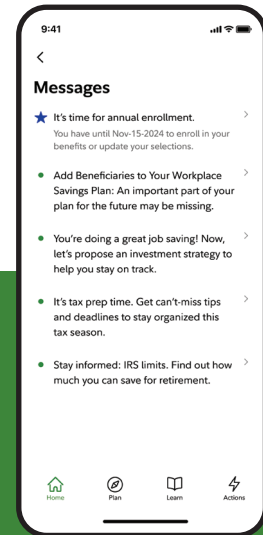 9:41
Messages
It's time for annual enrollment.
You have until Nov-15-2024 to enroll in your
benefits or update your selections.
Add Beneficiaries to Your Workplace
Savings Plan: An important part of your
plan for the future may be missing.
You're doing a great job saving! Now,
let's propose an investment strategy to
help you stay on track.
It's tax prep time. Get can't-miss tips
and deadlines to stay organized this
tax season.
Stay informed: IRS limits. Find out how
much you can save for retirement.
Home Plan Learn Actions